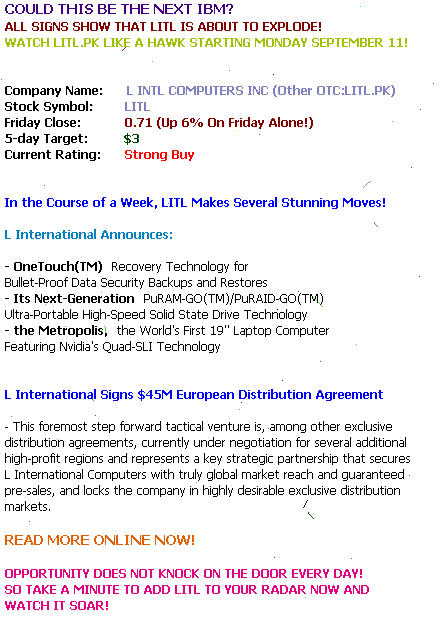 COULD THIS BE THE NEXT IBM?
ALL SIGNS SHOW THAT LITL IS ABOUT TO EXPLODE!
WATCH LITL.PK LIKE A HAWK STARTING MONDAY SEPTEMBER 11!
Company Name: L INTL COMPUTERS INC (Other OTC:LITL.PK)
Stock Symbol: LITL
Friday Close: 0.71 (Up 6% On Friday Alone!)
5-day Target: $3
Current Rating: Strong Buy
In the Course of a Week, LITL Makes Several Stunning Moves!
L International Announces:
- OneTouch(TM) Recovery Technology for
Bullet-Proof Data Security Backups and Restores
- Its Next-Generation PuRAM-GO(TM)/PuRAID-GO(TM)
Ultra-Portable High-Speed Solid State Drive Technology
- the Metropolis, the World's First 19" Laptop Computer
Featuring Nvidia's Quad-SLI Technology
L International Signs $45M European Distribution Agreement
- This foremost step forward tactical venture is, among other exclusive
distribution agreements, currently under negotiation for several additional
high-profit regions and represents a key strategic partnership that secures
L International Computers with truly global market reach and guaranteed
pre-sales, and locks the company in highly desirable exclusive distribution
markets.
READ MORE ONLINE NOW!
OPPORTUNITY DOES NOT KNOCK ON THE DOOR EVERY DAY!
SO TAKE A MINUTE TO ADD LITL TO YOUR RADAR NOW AND
WATCH IT SOAR!